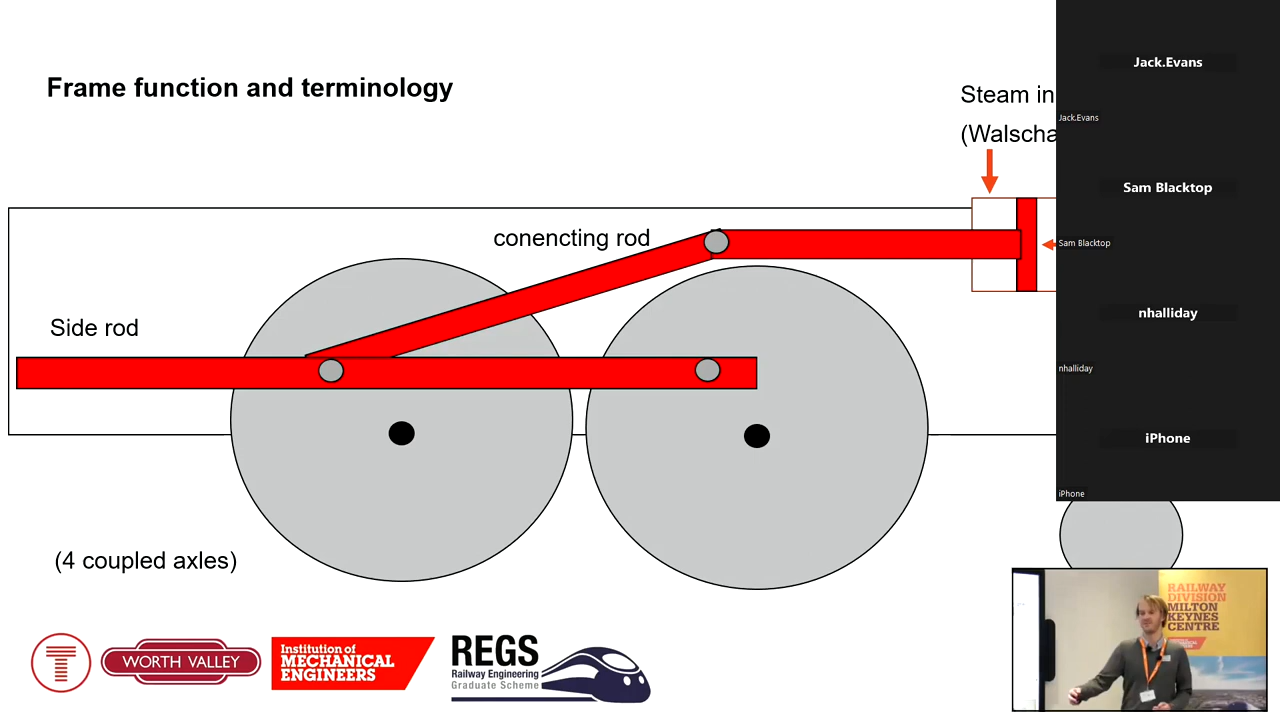 Frame function and terminology
Steam in
(Walscha
conencting rod
Side rod
(4 coupled axles)
Jack.Evans
Jack.Evans
Sam Blacktop
Sam Blacktop
nhalliday
nhalliday
iPhone
iPhone
WORTH VALLEY
Institution of
MECHANICAL
ENGINEERS
REGS
Railway Engineering
Graduate Scheme
RAILWAY
DIVISION
MILTON
KEYNES
CENTRE